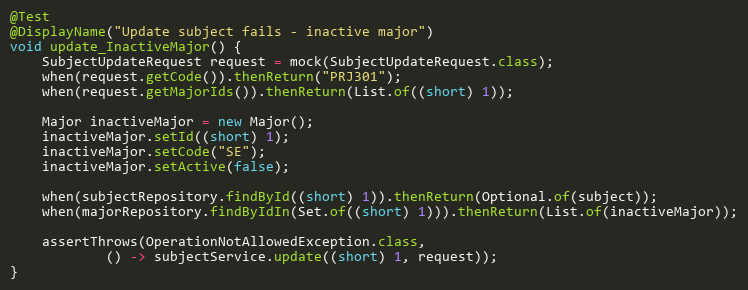 @Test
@DisplayName("Update subject fails - inactive major")
void update_InactiveMajor() {
    SubjectUpdateRequest request = mock(SubjectUpdateRequest.class);
    when(request.getCode()).thenReturn("PRJ301");
    when(request.getMajorIds()).thenReturn(List.of((short) 1));

    Major inactiveMajor = new Major();
    inactiveMajor.setId((short) 1);
    inactiveMajor.setCode("SE");
    inactiveMajor.setActive(false);

    when(subjectRepository.findById((short) 1)).thenReturn(Optional.of(subject));
    when(majorRepository.findByIdIn(Set.of((short) 1))).thenReturn(List.of(inactiveMajor));

    assertThrows(OperationNotAllowedException.class,
            () -> subjectService.update((short) 1, request));
}